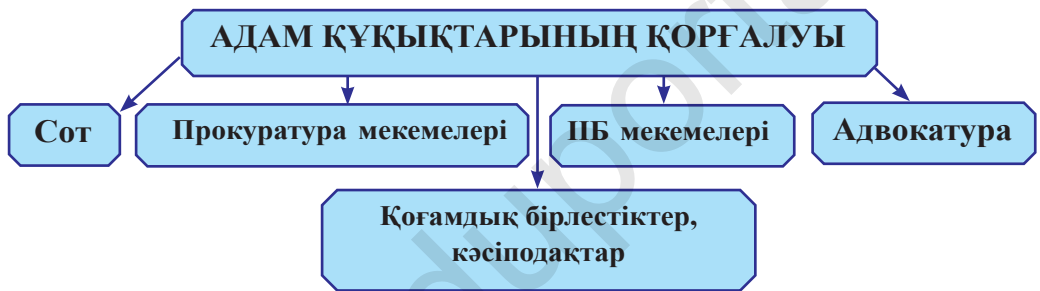 АДАМ ҚҰҚЫҚТАРЫНЫҢ ҚОРҒАЛУЫ
Сот
Прокуратура мекемелері
ІІБ мекемелері
Адвокатура
Қоғамдық бірлестіктер,
кәсіподақтар